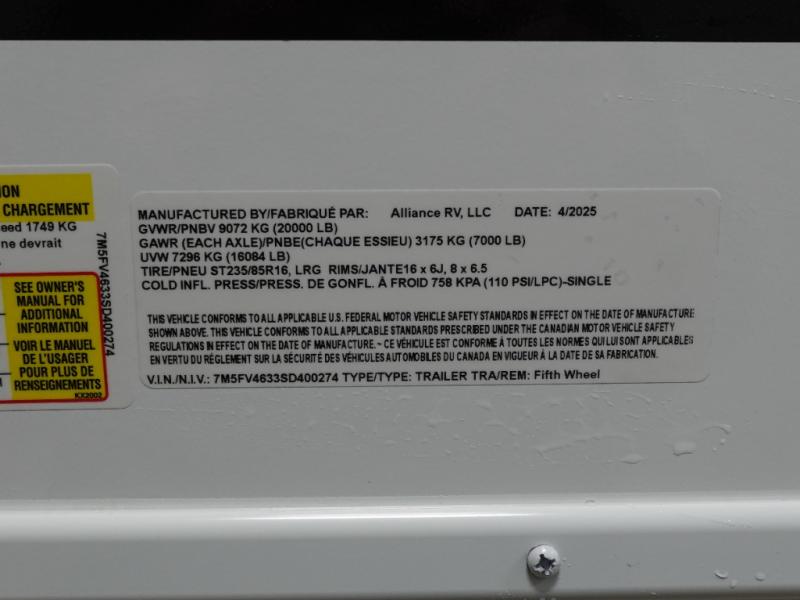 ION
CHARGEMENT
eed 1749 KG
ne devrait
SEE OWNER'S
MANUAL FOR
ADDITIONAL
INFORMATION
VOIR LE MANUEL
DE L'USAGER
POUR PLUS DE
RENSEIGNEMENTS
KX2002
7M5FV4633SD400274
MANUFACTURED BY/FABRIQUÉ PAR: Alliance RV, LLC DATE: 4/2025
GVWR/PNBV 9072 KG (20000 LB)
GAWR (EACH AXLE)/PNBE(CHAQUE ESSIEU) 3175 KG (7000 LB)
UVW 7296 KG (16084 LB)
TIRE/PNEU ST235/85R16, LRG RIMS/JANTE16 x 6J, 8 x 6.5
COLD INFL. PRESS/PRESS. DE GONFL. À FROID 758 KPA (110 PSI/LPC)-SINGLE
THIS VEHICLE CONFORMS TO ALL APPLICABLE U.S. FEDERAL MOTOR VEHICLE SAFETY STANDARDS IN EFFECT ON THE DATE OF MANUFACTURE
SHOWN ABOVE. THIS VEHICLE CONFORMS TO ALL APPLICABLE STANDARDS PRESCRIBED UNDER THE CANADIAN MOTOR VEHICLE SAFETY
REGULATIONS IN EFFECT ON THE DATE OF MANUFACTURE. ~ CE VÉHICULE EST CONFORME À TOUTES LES NORMES QUI LUI SONT APPLICABLES
EN VERTU DU RÈGLEMENT SUR LA SÉCURITÉ DES VÉHICULES AUTOMOBILES DU CANADA EN VIGUEUR À LA DATE DE SA FABRICATION.
V.I.N./N.I.V.: 7M5FV4633SD400274 TYPE/TYPE: TRAILER TRA/REM: Fifth Wheel